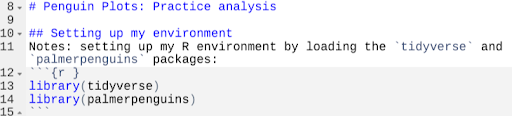 8 # Penguin Plots: Practice analysis
9
10 ## Setting up my environment
11 Notes: setting up my R environment by loading the `tidyverse` and
`palmerpenguins` packages:
12 ```{r }
13 library(tidyverse)
14 library(palmerpenguins)
15 ```